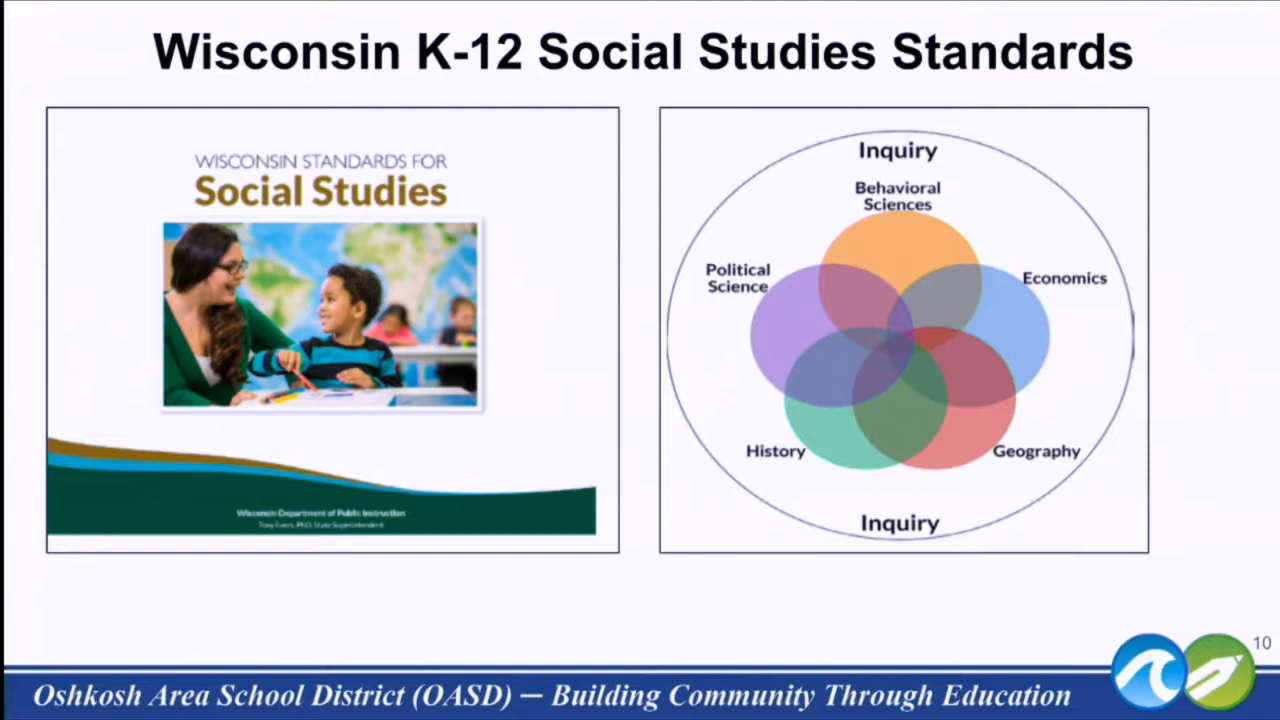 Wisconsin K-12 Social Studies Standards
WISCONSIN STANDARDS FOR
Social Studies
Wisconsin Department of Public Instruction
Tony Evers, PhD, State Superintendent
Inquiry
Behavioral
Sciences
Political
Science
Economics
History
Geography
Inquiry
10
Oshkosh Area School District (OASD) — Building Community Through Education